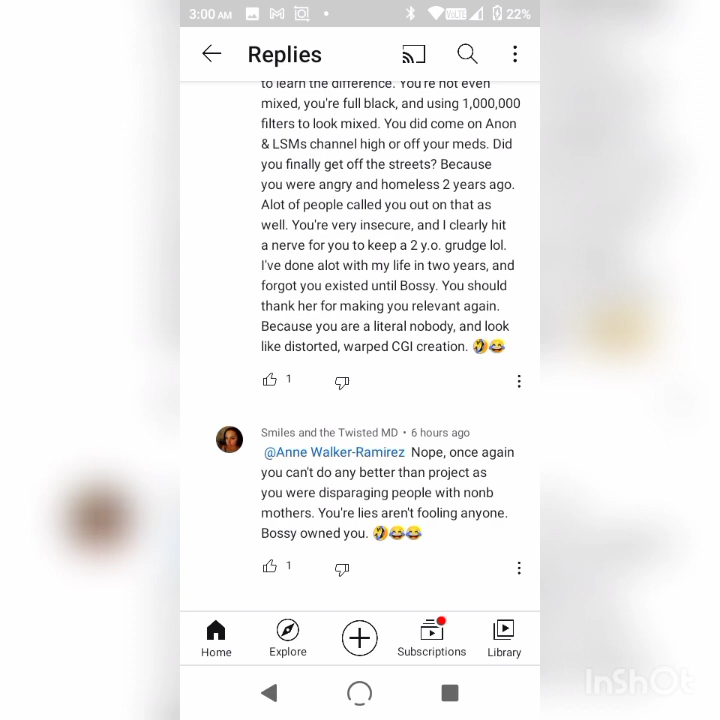 3:00 AM
VoLTE
22%
Replies
to learn the difference. You're not even
mixed, you're full black, and using 1,000,000
filters to look mixed. You did come on Anon
& LSMs channel high or off your meds. Did
you finally get off the streets? Because
you were angry and homeless 2 years ago.
Alot of people called you out on that as
well. You're very insecure, and I clearly hit
a nerve for you to keep a 2 y.o. grudge lol.
I've done alot with my life in two years, and
forgot you existed until Bossy. You should
thank her for making you relevant again.
Because you are a literal nobody, and look
like distorted, warped CGI creation. 🤣😂
1
Smiles and the Twisted MD • 6 hours ago
@Anne Walker-Ramirez Nope, once again
you can't do any better than project as
you were disparaging people with nonb
mothers. You're lies aren't fooling anyone.
Bossy owned you. 🤣😂😂
1
Home
Explore
Subscriptions
Library
InShOt